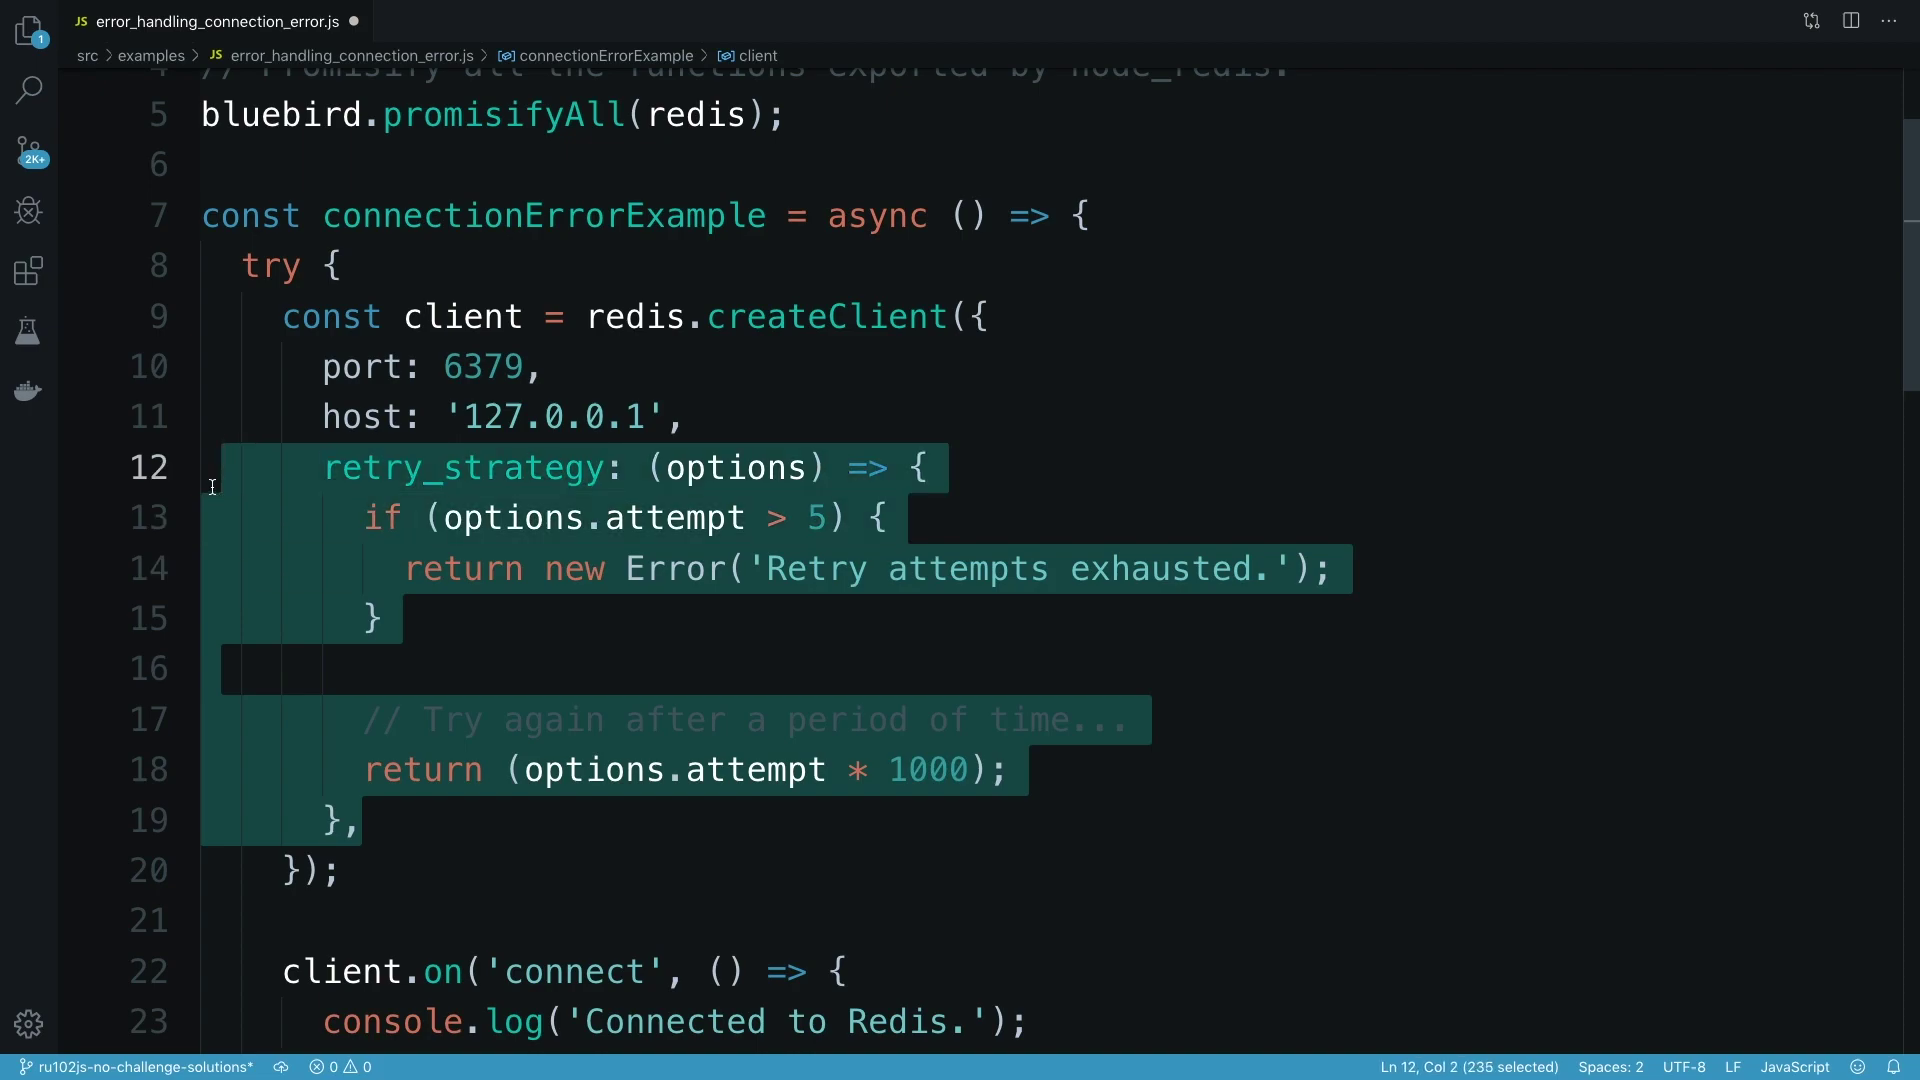 JS error_handling_connection_error.js
1
src > examples > JS error_handling_connection_error.js > connectionErrorExample > client
4 // Promisify all the functions exported by node_redis.
5 bluebird.promisifyAll(redis);
2K+
6
7 const connectionErrorExample = async () => {
8 try {
9 const client = redis.createClient({
10 port: 6379,
11 host: '127.0.0.1',
12 retry_strategy: (options) => {
13 if (options.attempt > 5) {
14 return new Error('Retry attempts exhausted.');
15 }
16
17 // Try again after a period of time...
18 return (options.attempt * 1000);
19 },
20 });
21
22 client.on('connect', () => {
23 console.log('Connected to Redis.');
ru102js-no-challenge-solutions* 0 0 Ln 12, Col 2 (235 selected) Spaces: 2 UTF-8 LF JavaScript